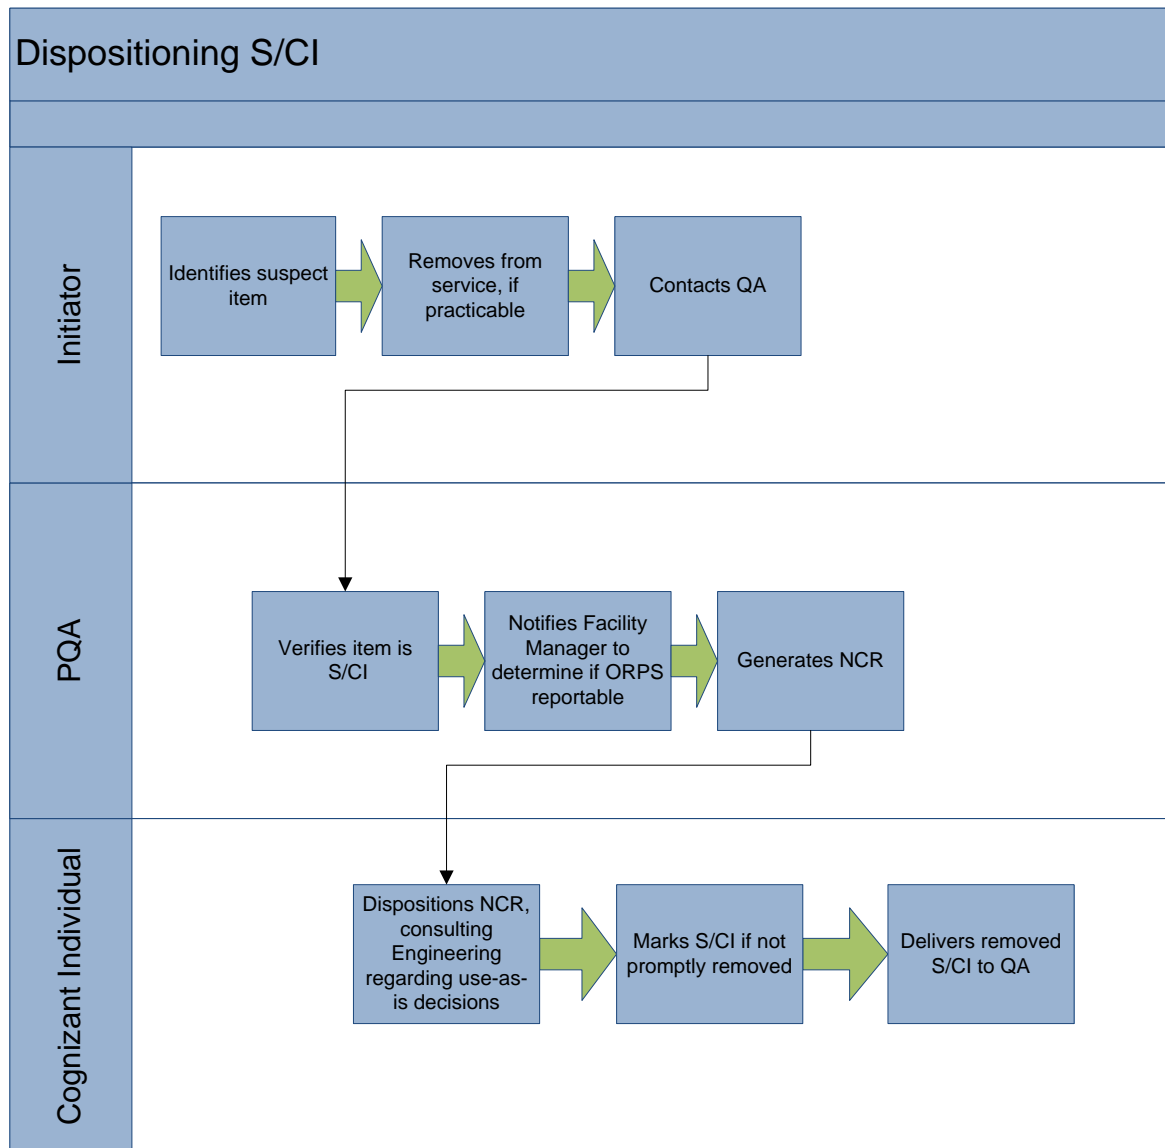 Dispositioning S/CI
Initiator
Identifies suspect
item
Removes from
service, if
practicable
Contacts QA
PQA
Verifies item is
S/CI
Notifies Facility
Manager to
determine if ORPS
reportable
Generates NCR
Cognizant Individual
Dispositions NCR,
consulting
Engineering
regarding use-as-
is decisions
Marks S/CI if not
promptly removed
Delivers removed
S/CI to QA